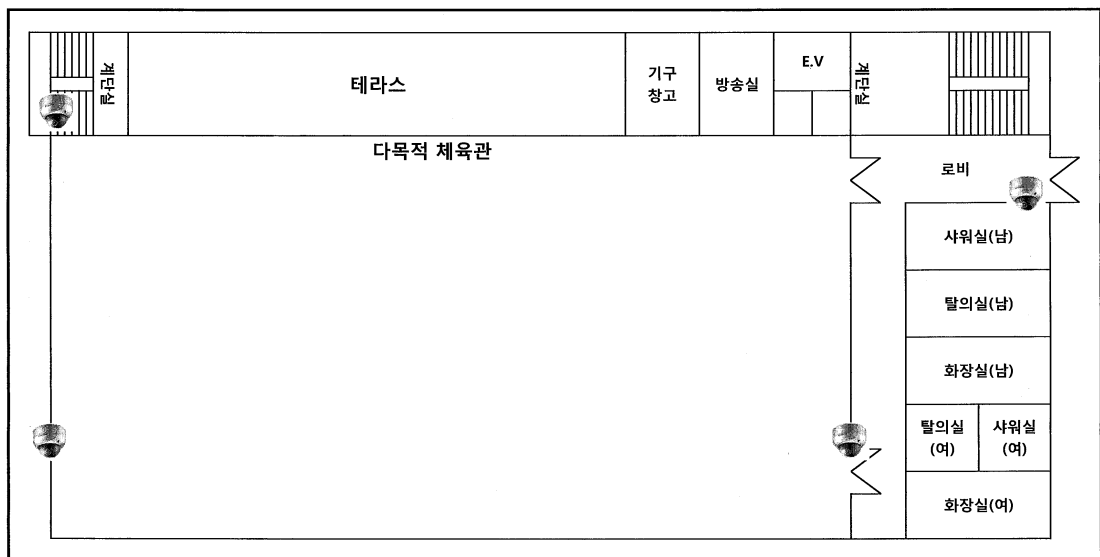 계단실
테라스
기구
창고
방송실
E.V
계단실
다목적 체육관
로비
샤워실(남)
탈의실(남)
화장실(남)
탈의실
(여)
샤워실
(여)
화장실(여)